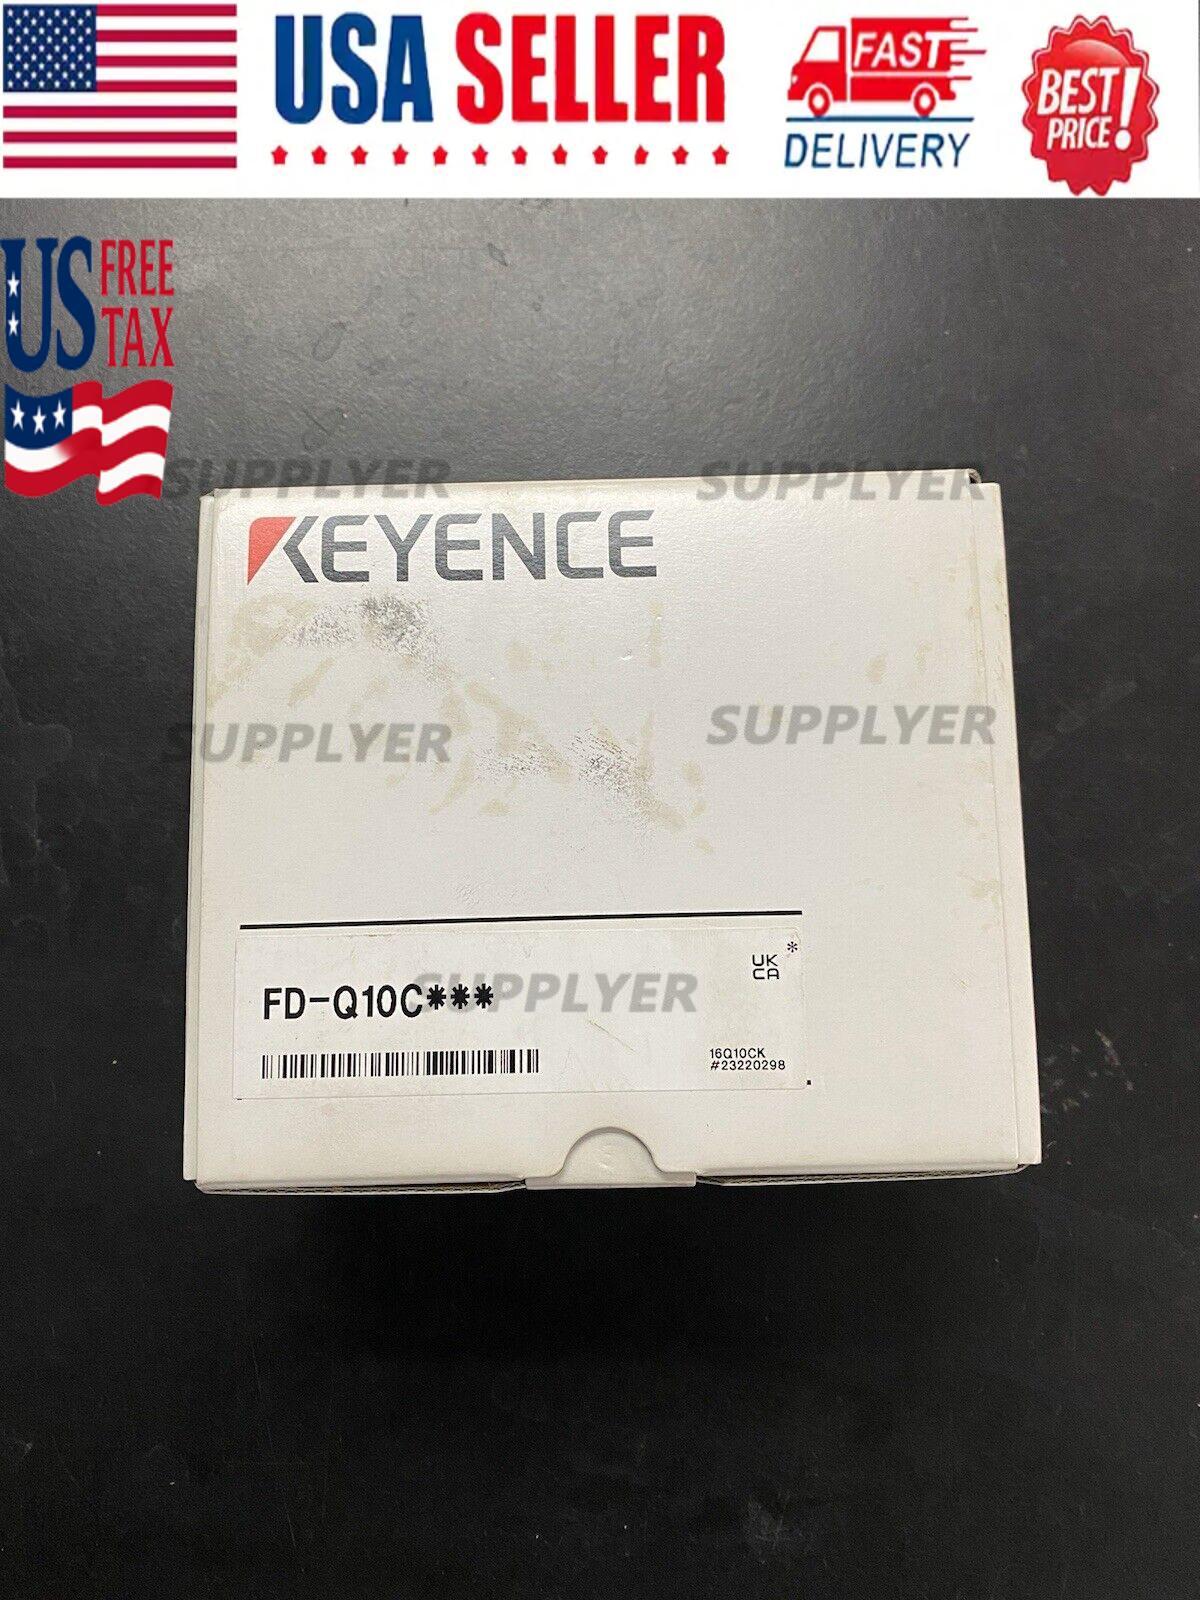 USA SELLER
FAST
DELIVERY
BEST
PRICE!
US FREE
TAX
SUPPLYER SUPPLYER
KEYENCE
SUPPLYER SUPPLYER
UK
CA
*
FD-Q10C***
SUPPLYER
16Q10CK
#23220298